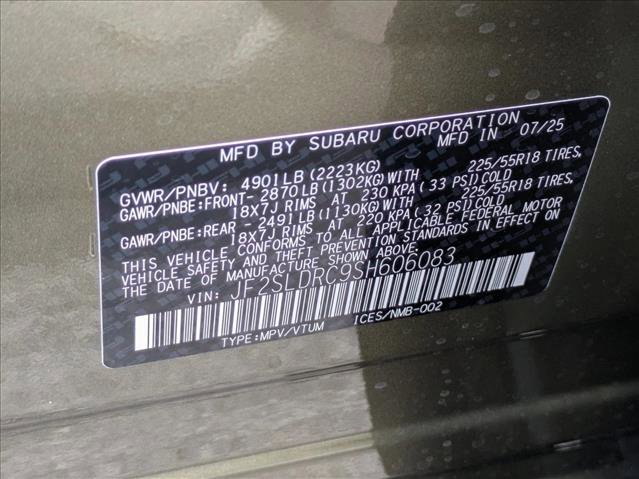 MFD BY SUBARU CORPORATION
MFD IN 07/25
GVWR/PNBV: 4901LB(2223KG)
GAWR/PNBE:FRONT- 2870LB(1302KG)WITH 225/55R18 TIRES,
18X7J RIMS AT 230 KPA(33 PSI)COLD
GAWR/PNBE:REAR -2491LB(1130KG)WITH 225/55R18 TIRES,
18X7J RIMS AT 220 KPA(32 PSI)COLD
THIS VEHICLE CONFORMS TO ALL APPLICABLE FEDERAL MOTOR
VEHICLE SAFETY AND THEFT PREVENTION STANDARDS IN EFFECT ON
THE DATE OF MANUFACTURE SHOWN ABOVE.
VIN: JF2SLDRC9SH606083
TYPE:MPV/VTUM ICES/NMB-002